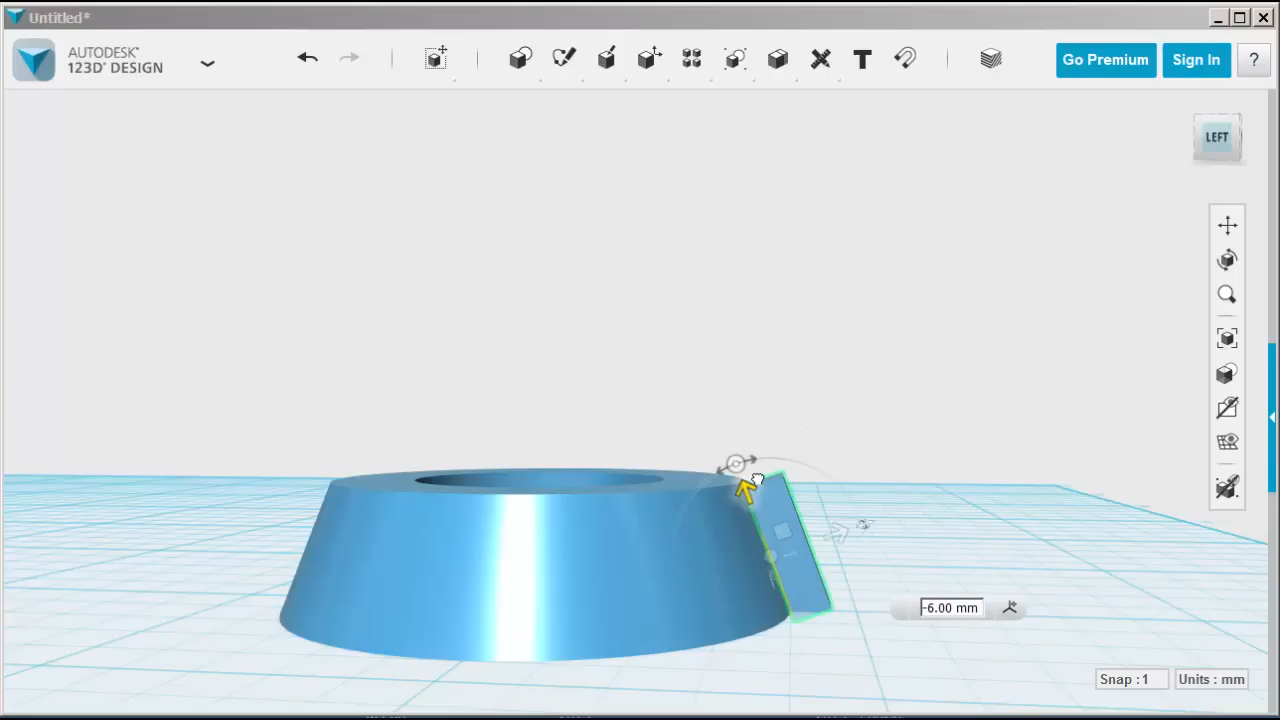 Untitled*
AUTODESK®
123D® DESIGN
T
Go Premium
Sign In
?
LEFT
-6.00 mm
Snap : 1
Units : mm